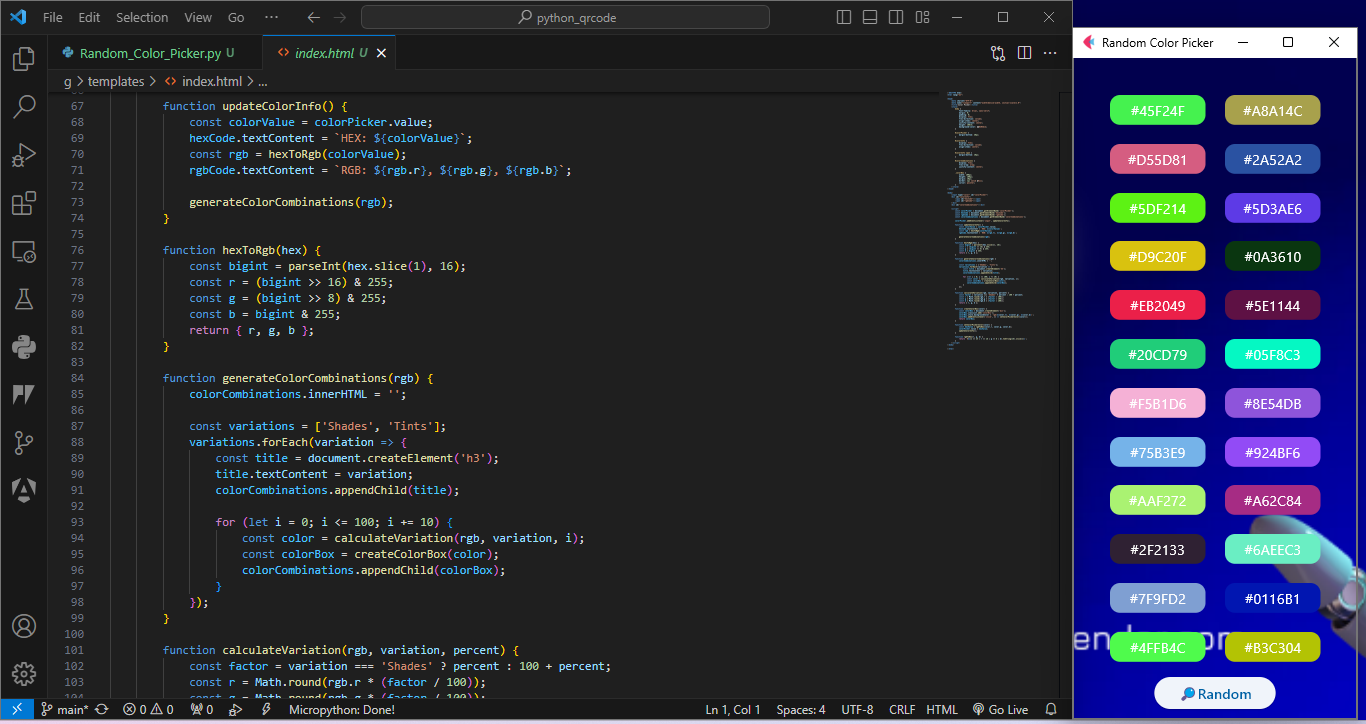 File Edit Selection View Go ··· python_qrcode
Random_Color_Picker.py U index.html U
g > templates > index.html > ...
67 function updateColorInfo() {
68 const colorValue = colorPicker.value;
69 hexCode.textContent = `HEX: ${colorValue}`;
70 const rgb = hexToRgb(colorValue);
71 rgbCode.textContent = `RGB: ${rgb.r}, ${rgb.g}, ${rgb.b}`;
72
73 generateColorCombinations(rgb);
74 }
75
76 function hexToRgb(hex) {
77 const bigint = parseInt(hex.slice(1), 16);
78 const r = (bigint >> 16) & 255;
79 const g = (bigint >> 8) & 255;
80 const b = bigint & 255;
81 return { r, g, b };
82 }
83
84 function generateColorCombinations(rgb) {
85 colorCombinations.innerHTML = '';
86
87 const variations = ['Shades', 'Tints'];
88 variations.forEach(variation => {
89 const title = document.createElement('h3');
90 title.textContent = variation;
91 colorCombinations.appendChild(title);
92
93 for (let i = 0; i <= 100; i += 10) {
94 const color = calculateVariation(rgb, variation, i);
95 const colorBox = createColorBox(color);
96 colorCombinations.appendChild(colorBox);
97 }
98 });
99 }
100
101 function calculateVariation(rgb, variation, percent) {
102 const factor = variation === 'Shades' ? percent : 100 + percent;
103 const r = Math.round(rgb.r * (factor / 100));
104 const g = Math.round(rgb.g * (factor / 100));
main* 0 0 0 Micropython: Done! Ln 1, Col 1 Spaces: 4 UTF-8 CRLF HTML Go Live
Random Color Picker
#45F24F #A8A14C
#D55D81 #2A52A2
#5DF214 #5D3AE6
#D9C20F #0A3610
#EB2049 #5E1144
#20CD79 #05F8C3
#F5B1D6 #8E54DB
#75B3E9 #924BF6
#AAF272 #A62C84
#2F2133 #6AEEC3
#7F9FD2 #0116B1
#4FFB4C #B3C304
Random